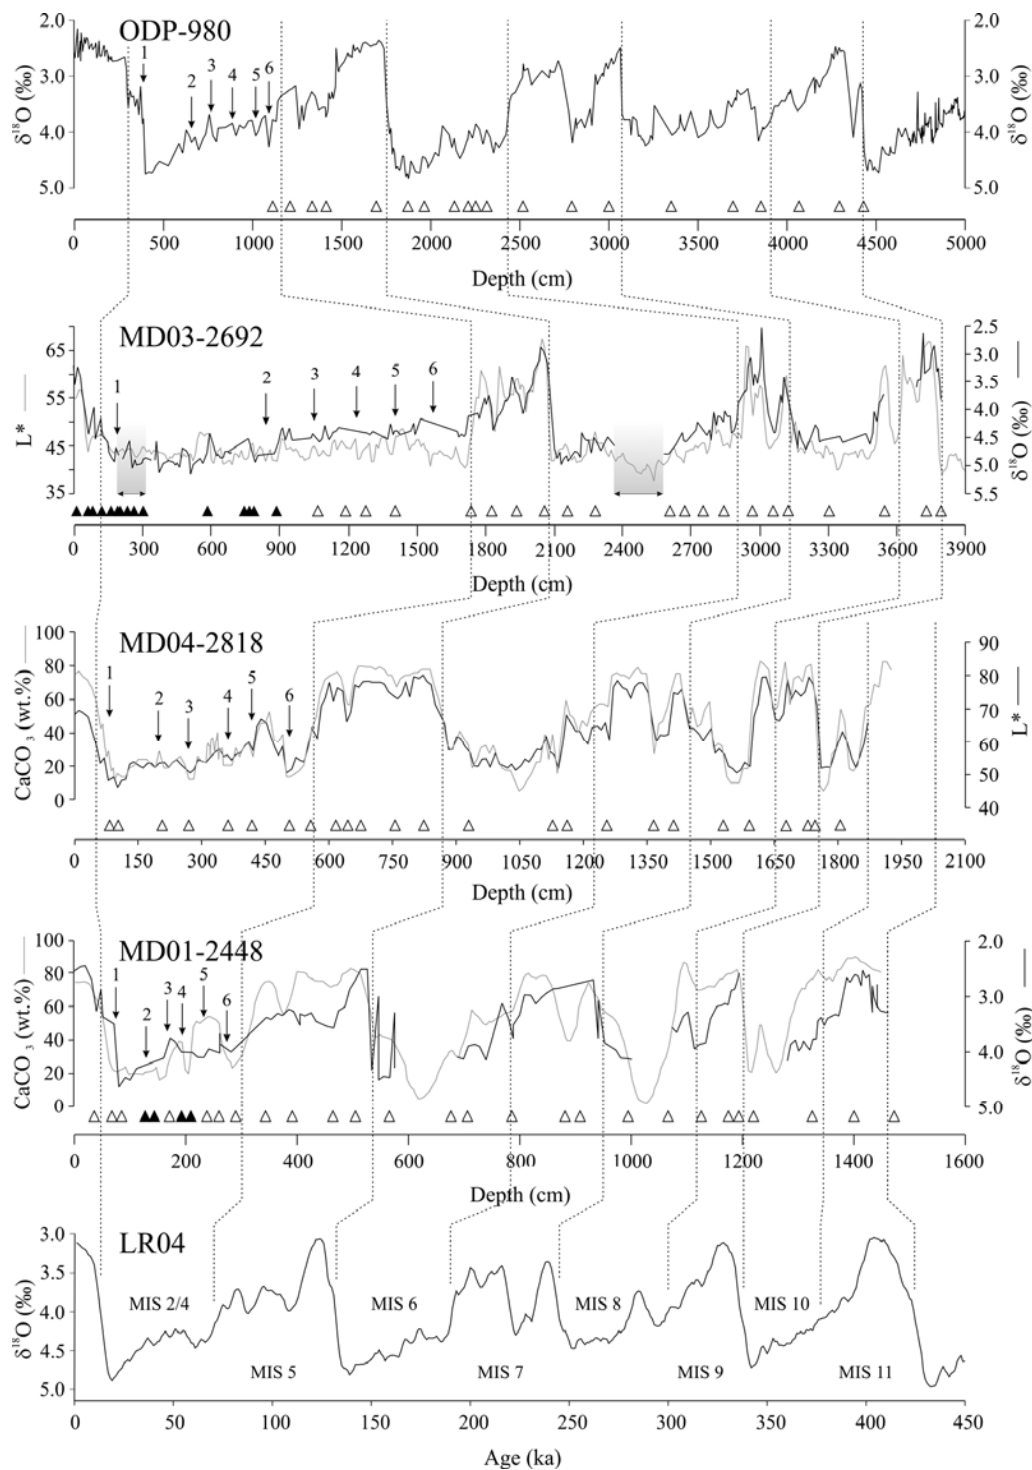 ODP-980
2.0 2.0
3.0 3.0
4.0 4.0
5.0 5.0
δ18O (‰) δ18O (‰)
1 2 3 4 5 6
0 500 1000 1500 2000 2500 3000 3500 4000 4500 5000
Depth (cm)
MD03-2692
65 55 45 35
L*
2.5 3.0 3.5 4.0 4.5 5.0 5.5
δ18O (‰)
1 2 3 4 5 6
0 300 600 900 1200 1500 1800 2100 2400 2700 3000 3300 3600 3900
Depth (cm)
MD04-2818
100 80 60 40 20 0
CaCO3 (wt.%)
90 80 70 60 50 40
L*
1 2 3 4 5 6
0 150 300 450 600 750 900 1050 1200 1350 1500 1650 1800 1950 2100
Depth (cm)
MD01-2448
100 80 60 40 20 0
CaCO3 (wt.%)
2.0 3.0 4.0 5.0
δ18O (‰)
1 2 3 4 5 6
0 200 400 600 800 1000 1200 1400 1600
Depth (cm)
LR04
3.0 3.5 4.0 4.5 5.0
δ18O (‰)
MIS 2/4 MIS 6 MIS 8 MIS 10
MIS 5 MIS 7 MIS 9 MIS 11
0 50 100 150 200 250 300 350 400 450
Age (ka)